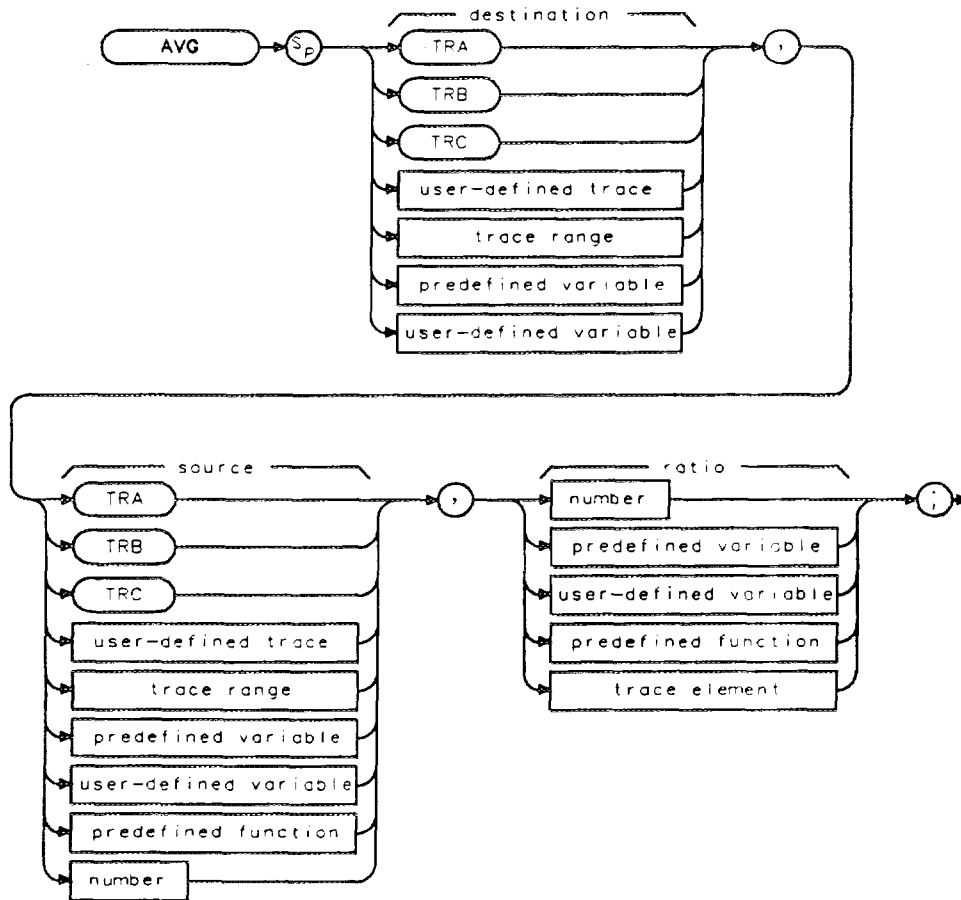 destination
AVG
Sp
TRA
,
TRB
TRC
user-defined trace
trace range
predefined variable
user-defined variable
source
TRA
TRB
TRC
user-defined trace
trace range
predefined variable
user-defined variable
predefined function
number
,
ratio
number
predefined variable
user-defined variable
predefined function
trace element
;